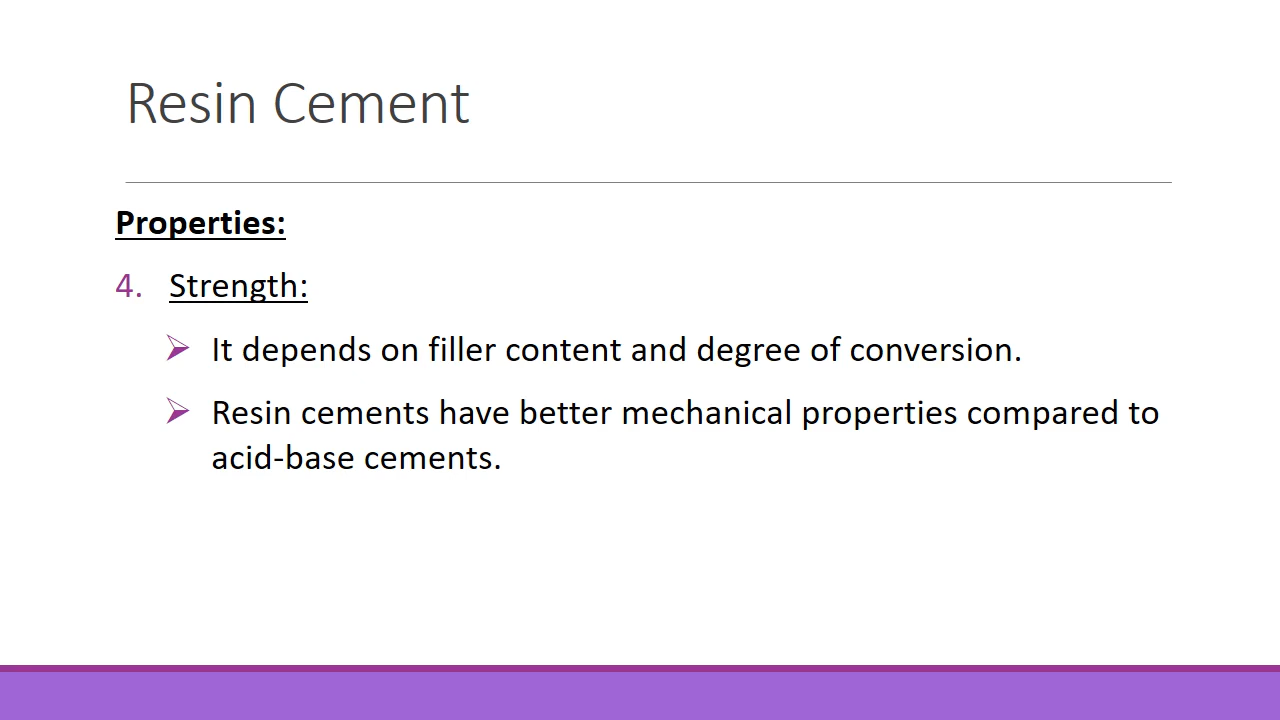 Resin Cement
Properties:
4. Strength:
➢ It depends on filler content and degree of conversion.
➢ Resin cements have better mechanical properties compared to
acid-base cements.